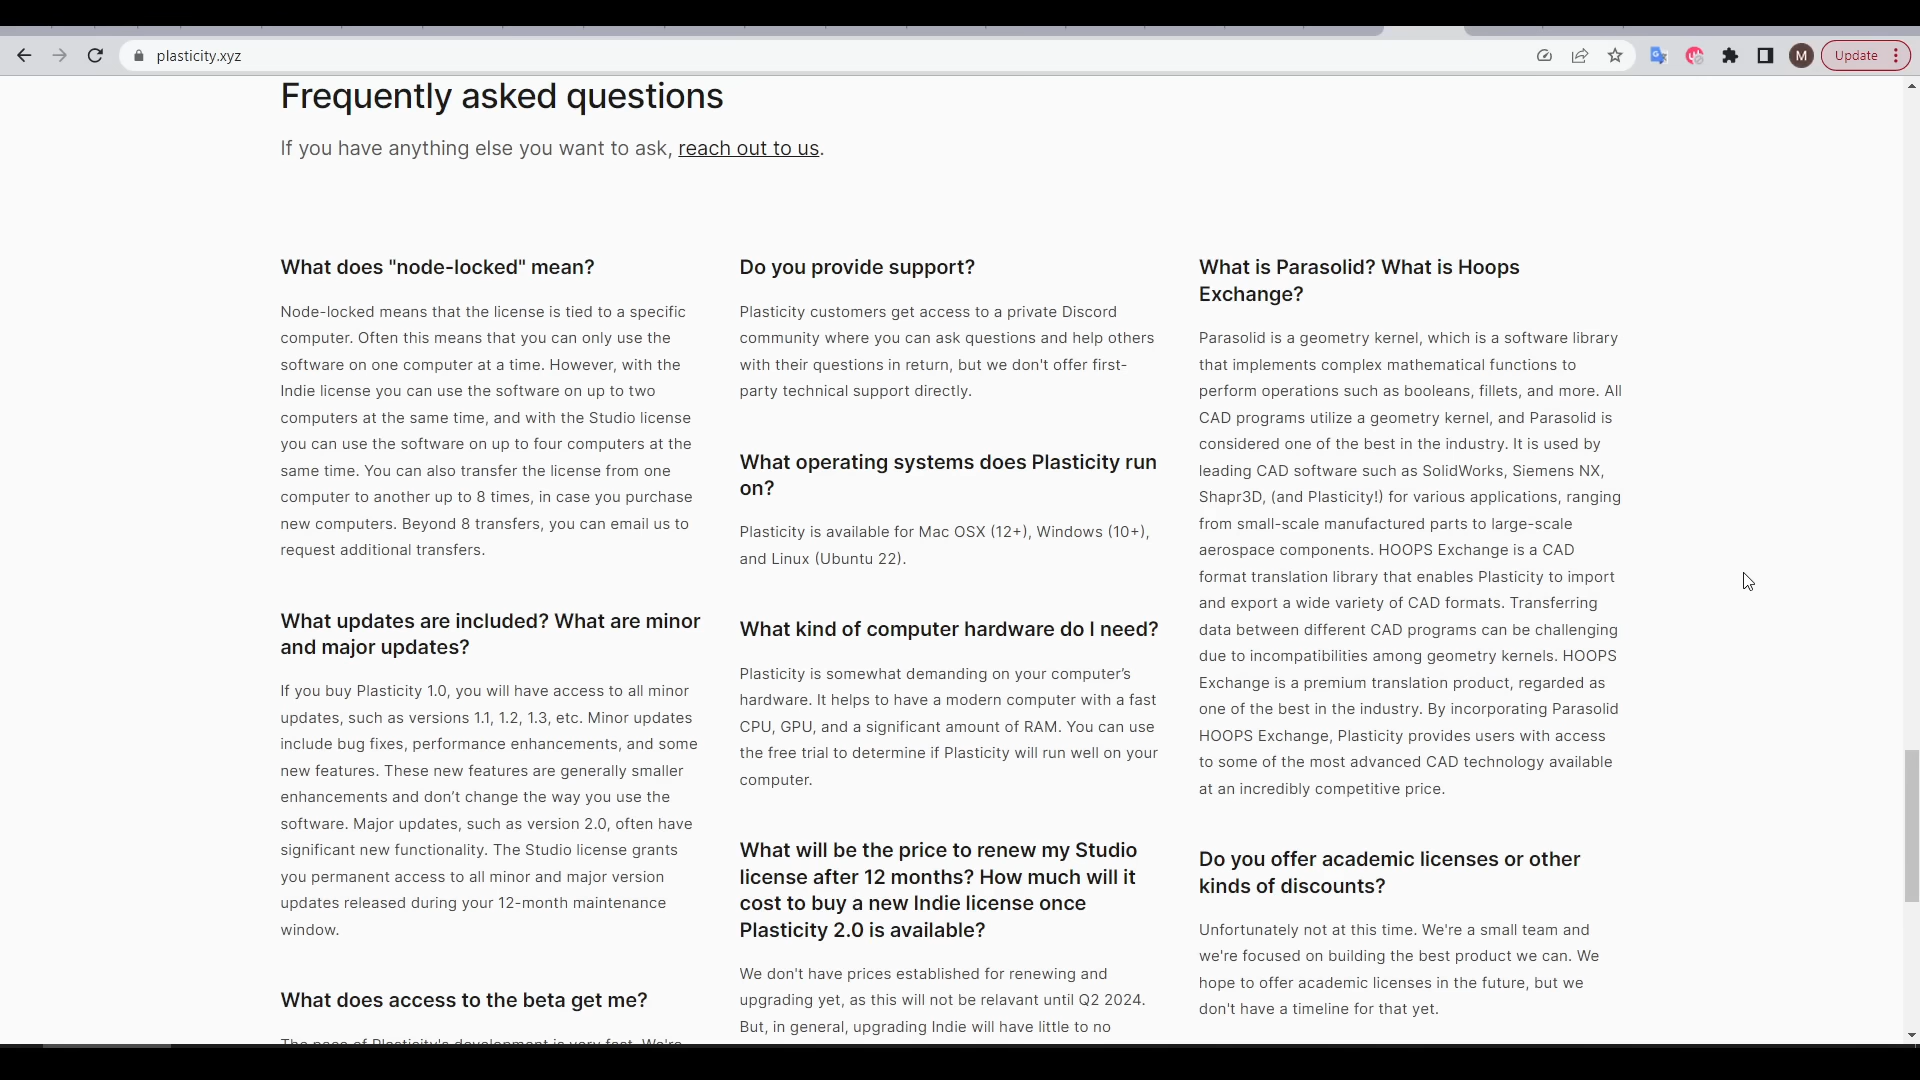 plasticity.xyz
M
Update
Frequently asked questions
If you have anything else you want to ask, reach out to us.
What does "node-locked" mean?
Node-locked means that the license is tied to a specific
computer. Often this means that you can only use the
software on one computer at a time. However, with the
Indie license you can use the software on up to two
computers at the same time, and with the Studio license
you can use the software on up to four computers at the
same time. You can also transfer the license from one
computer to another up to 8 times, in case you purchase
new computers. Beyond 8 transfers, you can email us to
request additional transfers.
What updates are included? What are minor
and major updates?
If you buy Plasticity 1.0, you will have access to all minor
updates, such as versions 1.1, 1.2, 1.3, etc. Minor updates
include bug fixes, performance enhancements, and some
new features. These new features are generally smaller
enhancements and don’t change the way you use the
software. Major updates, such as version 2.0, often have
significant new functionality. The Studio license grants
you permanent access to all minor and major version
updates released during your 12-month maintenance
window.
What does access to the beta get me?
The pace of Plasticity's development is very fast. We're
Do you provide support?
Plasticity customers get access to a private Discord
community where you can ask questions and help others
with their questions in return, but we don't offer first-
party technical support directly.
What operating systems does Plasticity run
on?
Plasticity is available for Mac OSX (12+), Windows (10+),
and Linux (Ubuntu 22).
What kind of computer hardware do I need?
Plasticity is somewhat demanding on your computer’s
hardware. It helps to have a modern computer with a fast
CPU, GPU, and a significant amount of RAM. You can use
the free trial to determine if Plasticity will run well on your
computer.
What will be the price to renew my Studio
license after 12 months? How much will it
cost to buy a new Indie license once
Plasticity 2.0 is available?
We don't have prices established for renewing and
upgrading yet, as this will not be relavant until Q2 2024.
But, in general, upgrading Indie will have little to no
What is Parasolid? What is Hoops
Exchange?
Parasolid is a geometry kernel, which is a software library
that implements complex mathematical functions to
perform operations such as booleans, fillets, and more. All
CAD programs utilize a geometry kernel, and Parasolid is
considered one of the best in the industry. It is used by
leading CAD software such as SolidWorks, Siemens NX,
Shapr3D, (and Plasticity!) for various applications, ranging
from small-scale manufactured parts to large-scale
aerospace components. HOOPS Exchange is a CAD
format translation library that enables Plasticity to import
and export a wide variety of CAD formats. Transferring
data between different CAD programs can be challenging
due to incompatibilities among geometry kernels. HOOPS
Exchange is a premium translation product, regarded as
one of the best in the industry. By incorporating Parasolid
HOOPS Exchange, Plasticity provides users with access
to some of the most advanced CAD technology available
at an incredibly competitive price.
Do you offer academic licenses or other
kinds of discounts?
Unfortunately not at this time. We're a small team and
we're focused on building the best product we can. We
hope to offer academic licenses in the future, but we
don't have a timeline for that yet.